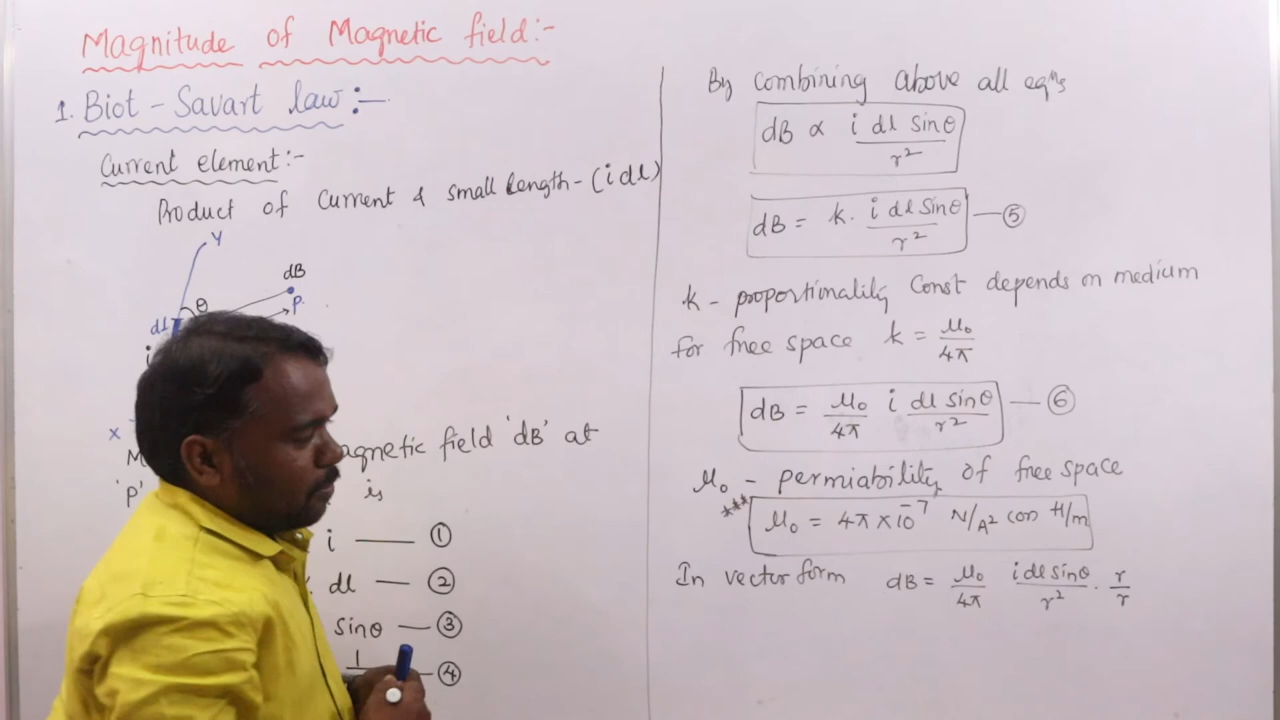 Magnitude of Magnetic field:-
1. Biot - Savart law:-
Current element:-
Product of Current & small length - (i dl)
Y
dB
θ
P.
dl
i
x
M agnetic field 'dB' at
'P' is
i — ①
dl — ②
sinθ — ③
1 — ④
By combining above all eqⁿs
dB ∝ i dl sinθ / r²
dB = k. i dl sinθ / r² — ⑤
k - proportionality Const depends on medium
for free space k = μ₀ / 4π
dB = μ₀ / 4π i dl sinθ / r² — ⑥
μ₀ - permiability of free space
*** μ₀ = 4π × 10⁻⁷ N/A² (or) H/m
In vector form dB = μ₀ / 4π i dl sinθ / r² . r / r